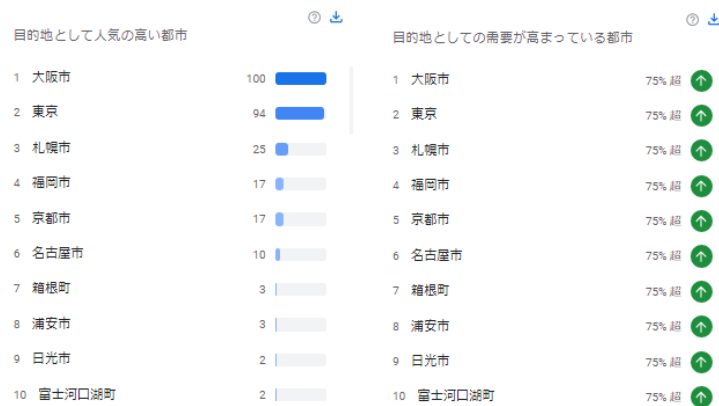 目的地として人気の高い都市
1 大阪市 100
2 東京 94
3 札幌市 25
4 福岡市 17
5 京都市 17
6 名古屋市 10
7 箱根町 3
8 浦安市 3
9 日光市 2
10 富士河口湖町 2
目的地としての需要が高まっている都市
1 大阪市 75% 超
2 東京 75% 超
3 札幌市 75% 超
4 福岡市 75% 超
5 京都市 75% 超
6 名古屋市 75% 超
7 箱根町 75% 超
8 浦安市 75% 超
9 日光市 75% 超
10 富士河口湖町 75% 超